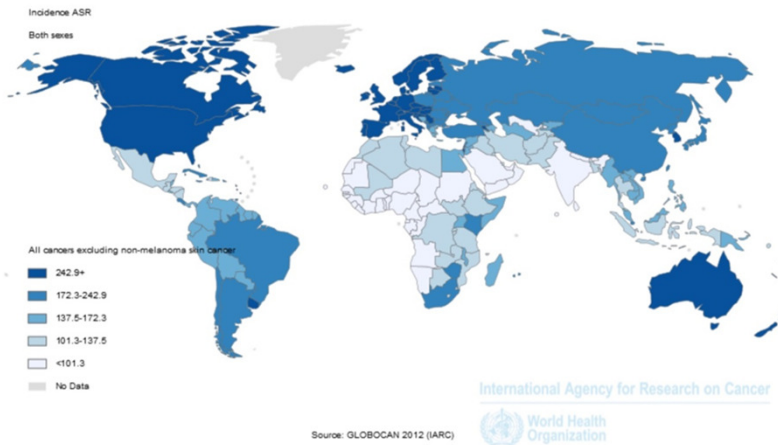 Incidence ASR
Both sexes
All cancers excluding non-melanoma skin cancer
242.9+
172.3-242.9
137.5-172.3
101.3-137.5
<101.3
No Data
International Agency for Research on Cancer
World Health
Organization
Source: GLOBOCAN 2012 (IARC)